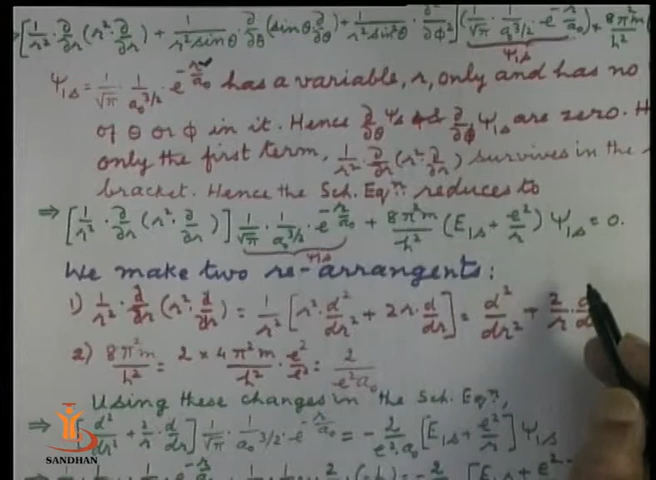 [1/r² · ∂/∂r (r² · ∂/∂r) + 1/r² sinθ · ∂/∂θ (sinθ ∂/∂θ) + 1/r² sin²θ · ∂²/∂φ²] (1/√π · 1/a₀^3/2 · e^-r/a₀) + 8π²m/h²
Ψ₁ₛ
Ψ₁ₛ = 1/√π · 1/a₀^3/2 · e^-r/a₀ has a variable, r, only and has no
of θ or φ in it. Hence ∂/∂θ Ψ₁ₛ ∂/∂φ Ψ₁ₛ are zero.
only the first term, 1/r² · ∂/∂r (r² · ∂/∂r) survives in the
bracket. Hence the Sch. Eqⁿ. reduces to
⇒ [1/r² · ∂/∂r (r² · ∂/∂r)] 1/√π · 1/a₀^3/2 · e^-r/a₀ + 8π²m/h² (E₁ₛ + e²/r) Ψ₁ₛ = 0.
Ψ₁ₛ
We make two re-arrangents:
1) 1/r² · d/dr (r² · d/dr) = 1/r² [r² · d²/dr² + 2r · d/dr] = d²/dr² + 2/r ·
2) 8π²m/h² = 2 × 4π²m/h² · e²/e² = 2/e²a₀
Using these changes in the Sch. Eqⁿ,
⇒ [d²/dr² + 2/r · d/dr] 1/√π · 1/a₀^3/2 · e^-r/a₀ = - 2/e²a₀ [E₁ₛ + e²/r] Ψ₁ₛ
SANDHAN